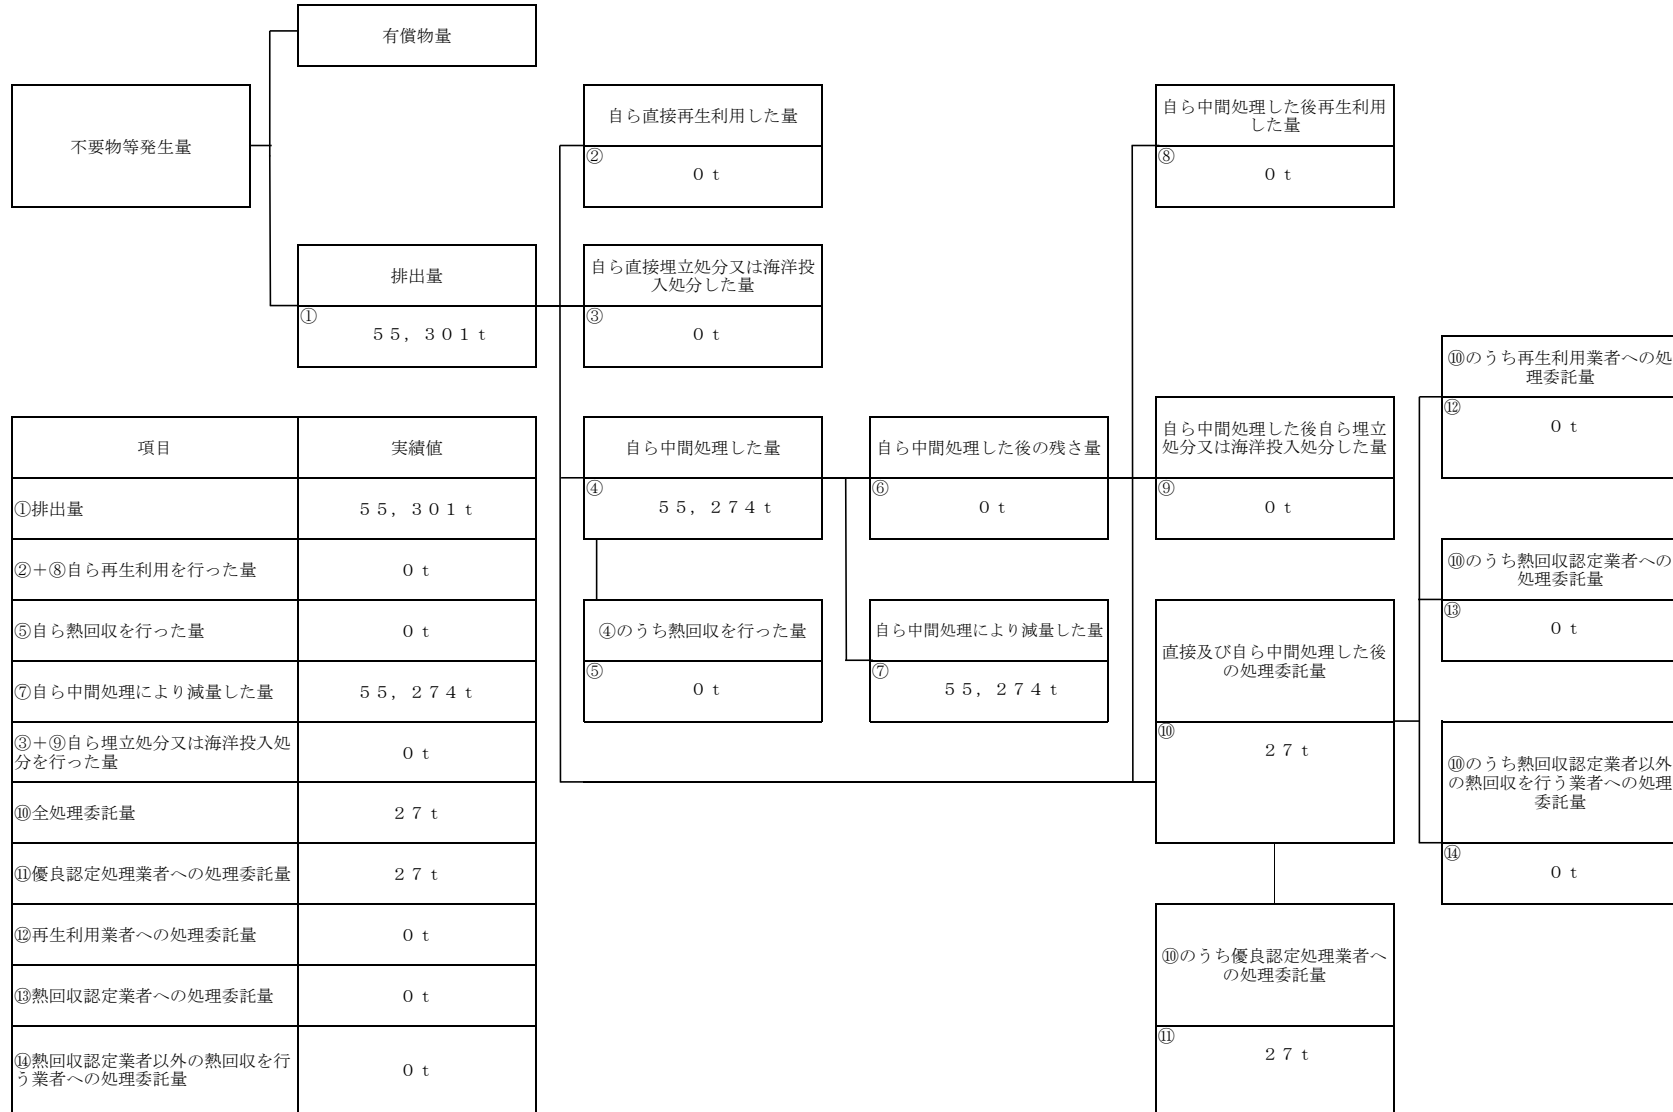 有償物量
不要物等発生量
排出量
①
５５，３０１ｔ
自ら直接再生利用した量
②
０ｔ
自ら直接埋立処分又は海洋投
入処分した量
③
０ｔ
自ら中間処理した量
④
５５，２７４ｔ
④のうち熱回収を行った量
⑤
０ｔ
自ら中間処理した後の残さ量
⑥
０ｔ
自ら中間処理により減量した量
⑦
５５，２７４ｔ
自ら中間処理した後再生利用
した量
⑧
０ｔ
自ら中間処理した後自ら埋立
処分又は海洋投入処分した量
⑨
０ｔ
直接及び自ら中間処理した後
の処理委託量
⑩
２７ｔ
⑩のうち優良認定処理業者へ
の処理委託量
⑪
２７ｔ
⑩のうち再生利用業者への処
理委託量
⑫
０ｔ
⑩のうち熱回収認定業者への
処理委託量
⑬
０ｔ
⑩のうち熱回収認定業者以外
の熱回収を行う業者への処理
委託量
⑭
０ｔ
項目 実績値
①排出量 ５５，３０１ｔ
②＋⑧自ら再生利用を行った量 ０ｔ
⑤自ら熱回収を行った量 ０ｔ
⑦自ら中間処理により減量した量 ５５，２７４ｔ
③＋⑨自ら埋立処分又は海洋投入処
分を行った量 ０ｔ
⑩全処理委託量 ２７ｔ
⑪優良認定処理業者への処理委託量 ２７ｔ
⑫再生利用業者への処理委託量 ０ｔ
⑬熱回収認定業者への処理委託量 ０ｔ
⑭熱回収認定業者以外の熱回収を行
う業者への処理委託量 ０ｔ